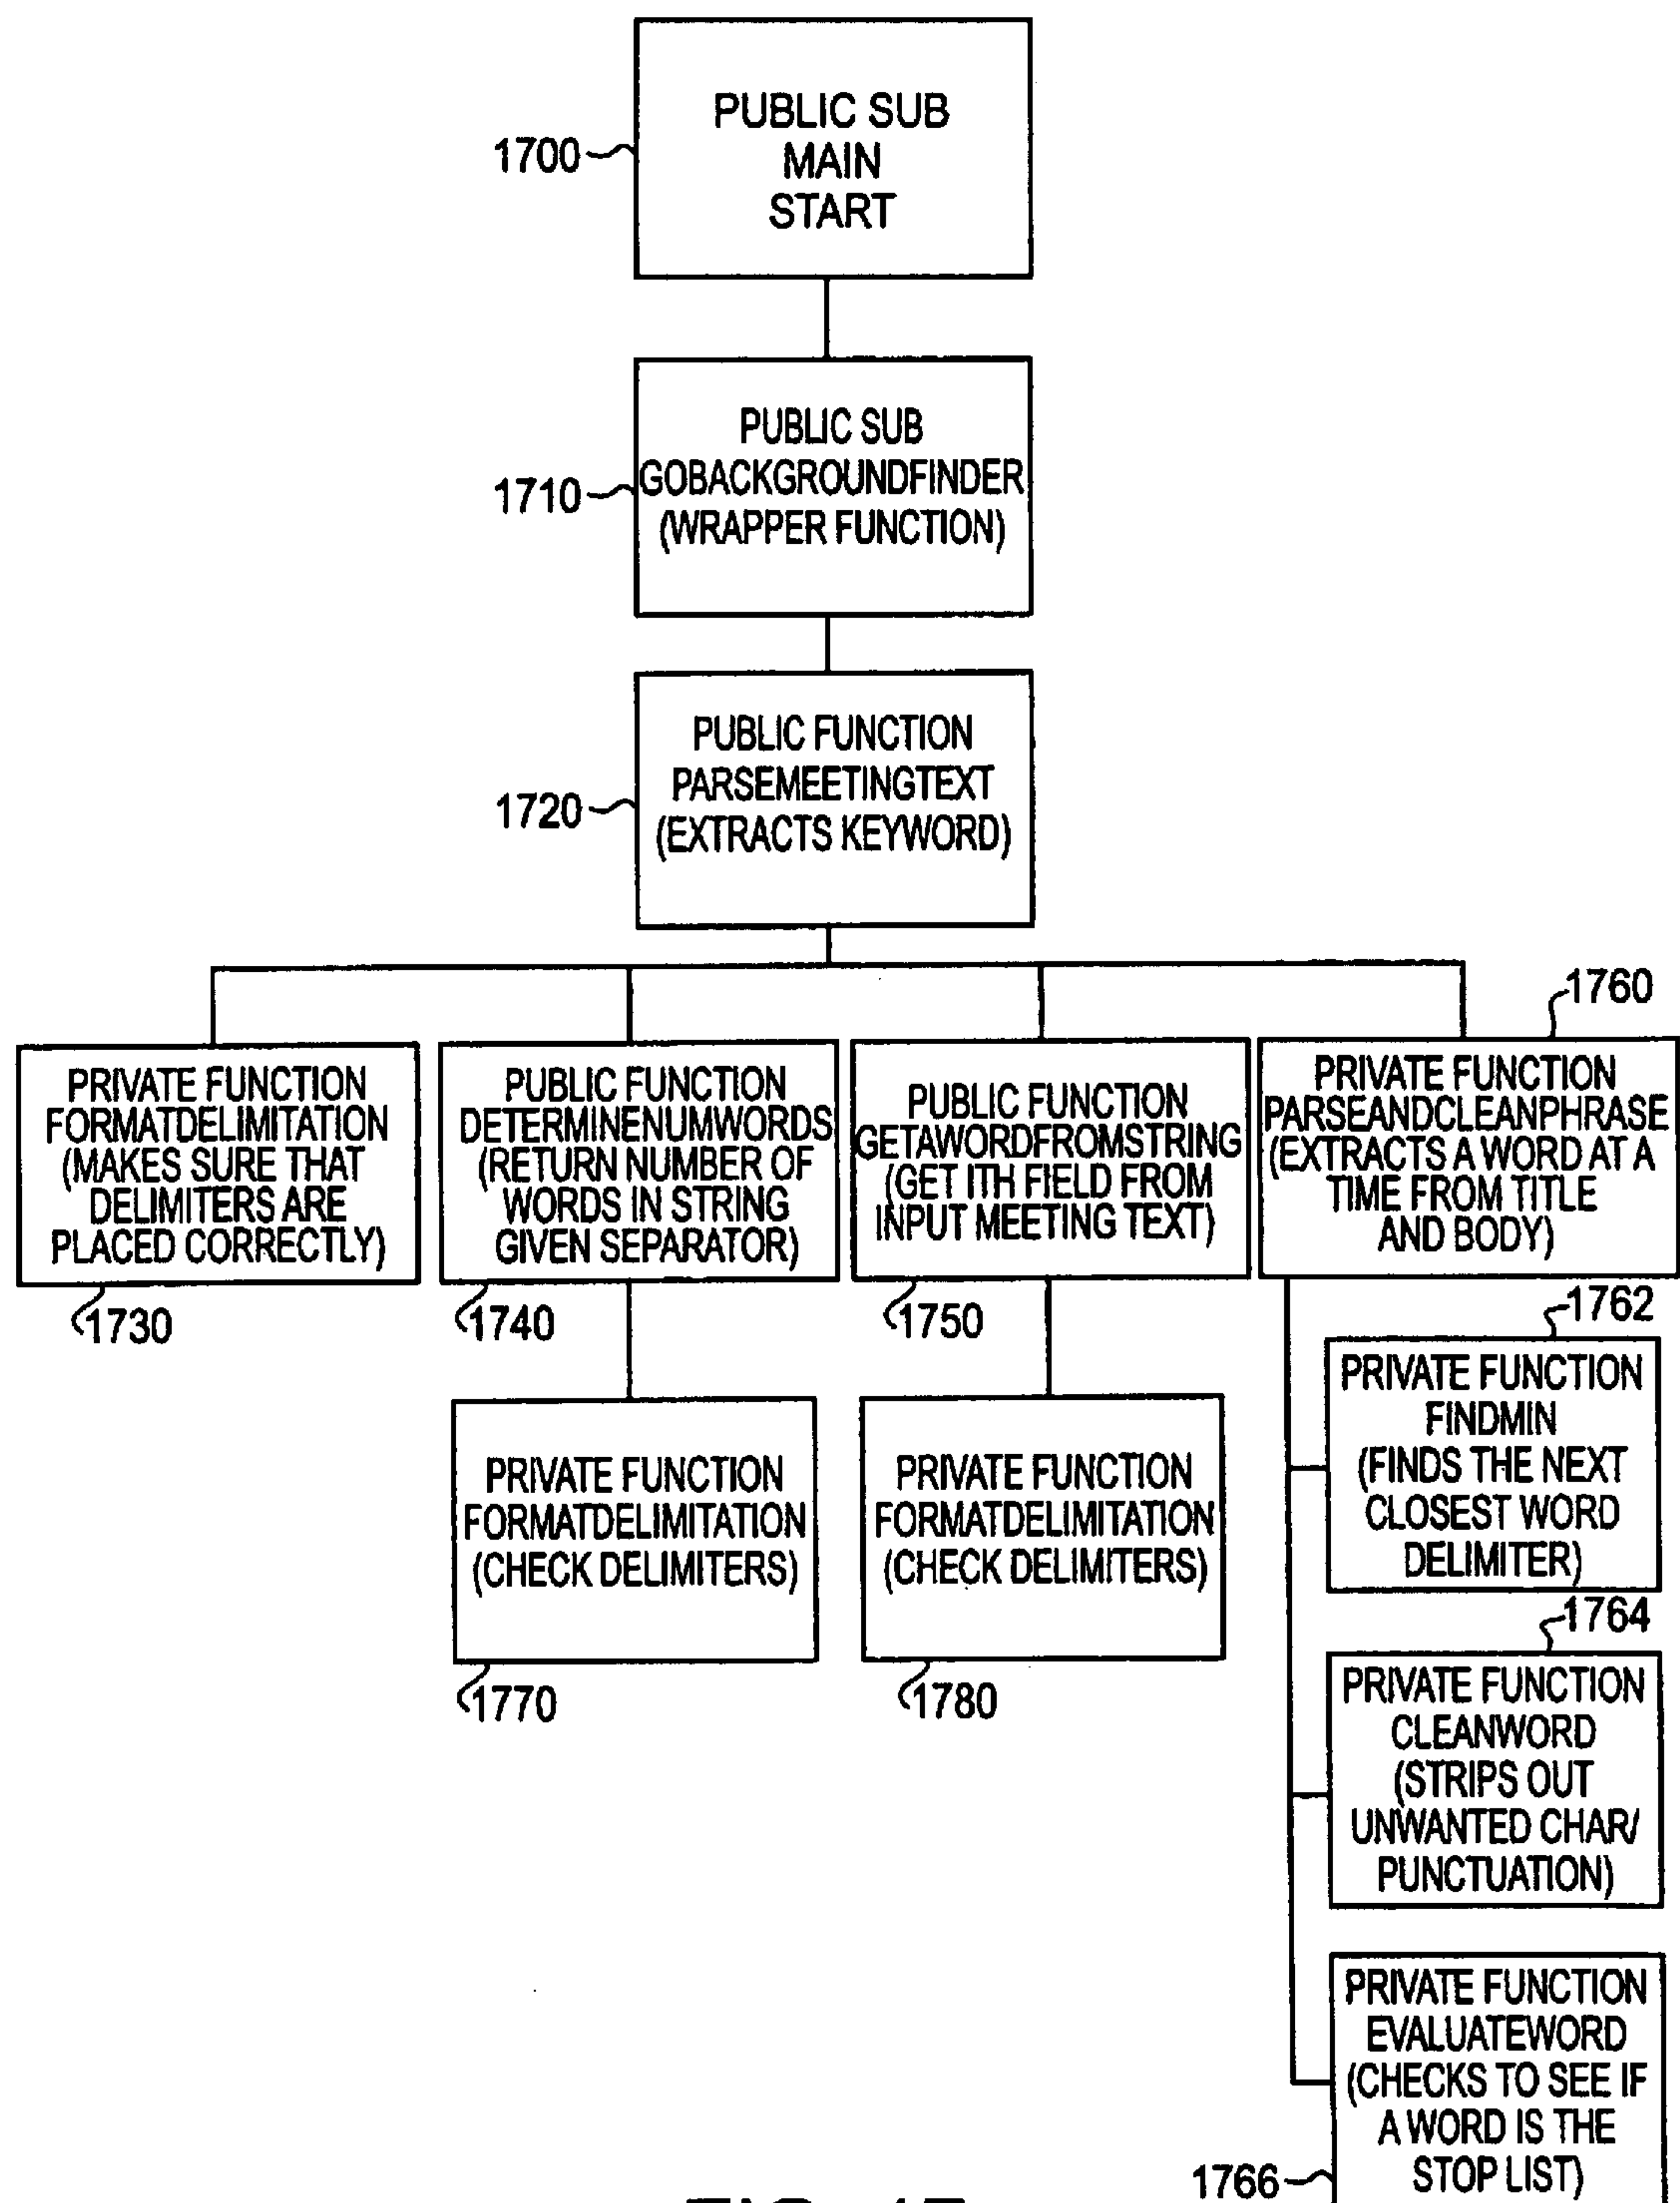 PUBLIC SUB
MAIN
START
1700
PUBLIC SUB
GOBACKGROUNDFINDER
(WRAPPER FUNCTION)
1710
PUBLIC FUNCTION
PARSEMEETINGTEXT
(EXTRACTS KEYWORD)
1720
PRIVATE FUNCTION
FORMATDELIMITATION
(MAKES SURE THAT
DELIMITERS ARE
PLACED CORRECTLY)
1730
PUBLIC FUNCTION
DETERMINENUMWORDS
(RETURN NUMBER OF
WORDS IN STRING
GIVEN SEPARATOR)
1740
PUBLIC FUNCTION
GETAWORDFROMSTRING
(GET ITH FIELD FROM
INPUT MEETING TEXT)
1750
1760
PRIVATE FUNCTION
PARSEANDCLEANPHRASE
(EXTRACTS A WORD AT A
TIME FROM TITLE
AND BODY)
PRIVATE FUNCTION
FORMATDELIMITATION
(CHECK DELIMITERS)
1770
PRIVATE FUNCTION
FORMATDELIMITATION
(CHECK DELIMITERS)
1780
1762
PRIVATE FUNCTION
FINDMIN
(FINDS THE NEXT
CLOSEST WORD
DELIMITER)
1764
PRIVATE FUNCTION
CLEANWORD
(STRIPS OUT
UNWANTED CHAR/
PUNCTUATION)
PRIVATE FUNCTION
EVALUATEWORD
(CHECKS TO SEE IF
A WORD IS THE
STOP LIST)
1766